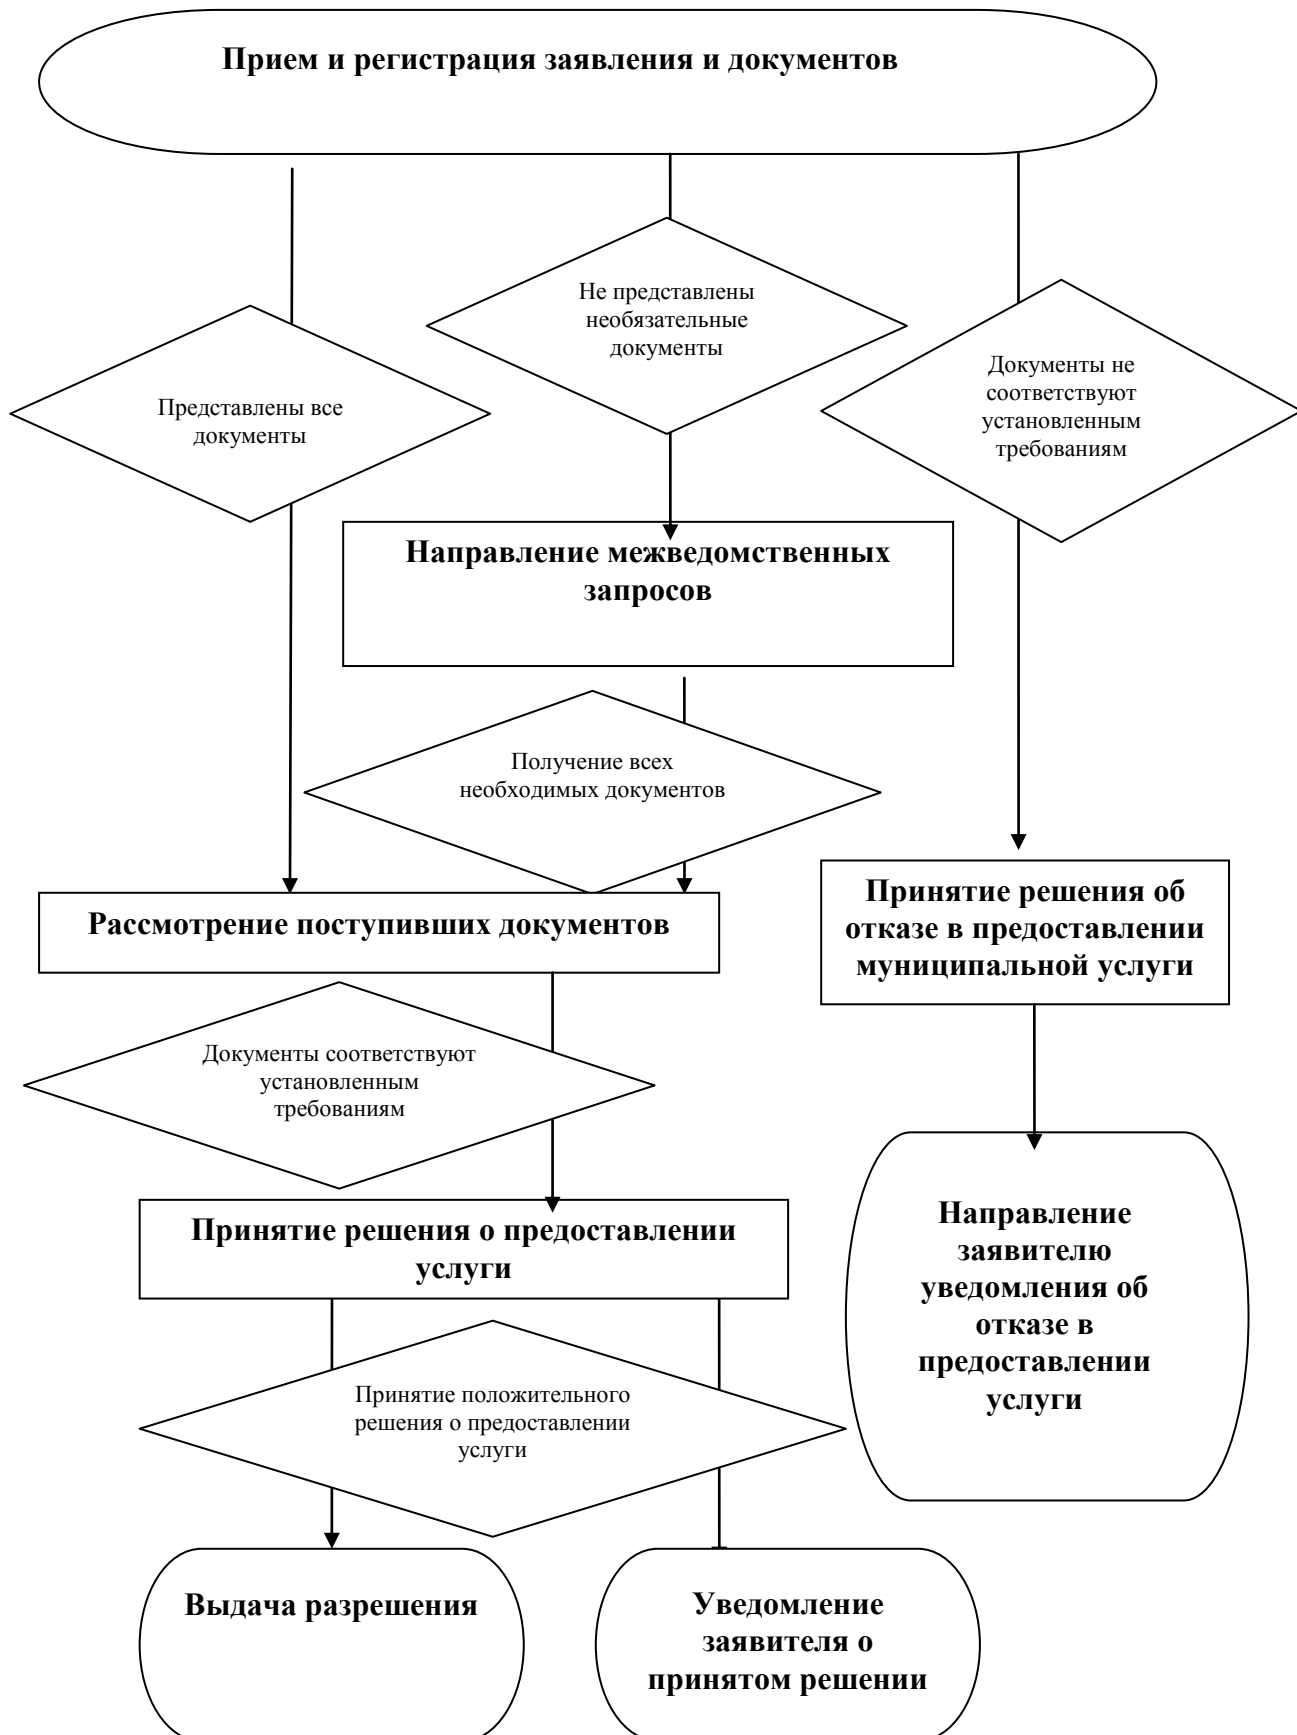 Прием и регистрация заявления и документов
Не представлены
необязательные
документы
Документы не
соответствуют
установленным
требованиям
Представлены все
документы
Направление межведомственных
запросов
Получение всех
необходимых документов
Принятие решения об
отказе в предоставлении
муниципальной услуги
Рассмотрение поступивших документов
Документы соответствуют
установленным
требованиям
Принятие решения о предоставлении
услуги
Направление
заявителю
уведомления об
отказе в
предоставлении
услуги
Принятие положительного
решения о предоставлении
услуги
Выдача разрешения
Уведомление
заявителя о
принятом решении